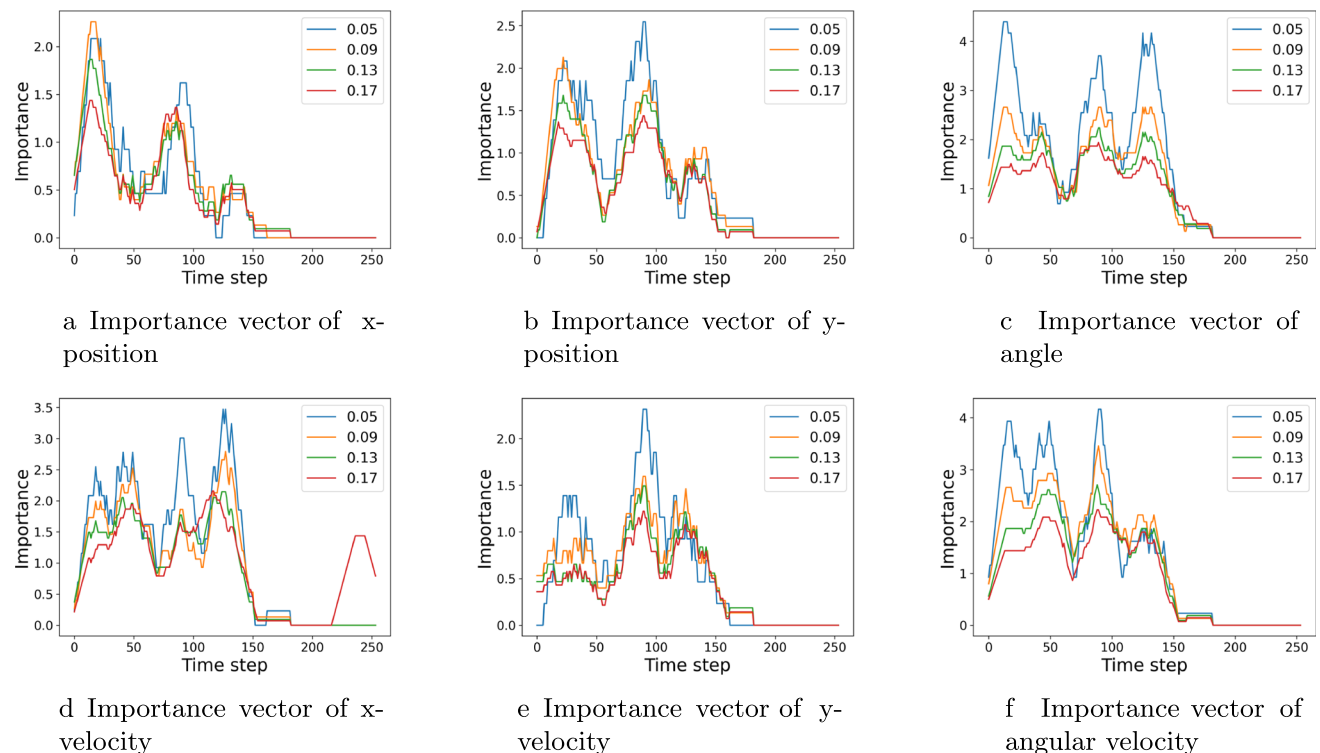 2.0
1.5
1.0
0.5
0.0
Importance
0.05
0.09
0.13
0.17
0 50 100 150 200 250
Time step
a Importance vector of x-
position
2.5
2.0
1.5
1.0
0.5
0.0
Importance
0.05
0.09
0.13
0.17
0 50 100 150 200 250
Time step
b Importance vector of y-
position
4
3
2
1
0
Importance
0.05
0.09
0.13
0.17
0 50 100 150 200 250
Time step
c Importance vector of
angle
3.5
3.0
2.5
2.0
1.5
1.0
0.5
0.0
Importance
0.05
0.09
0.13
0.17
0 50 100 150 200 250
Time step
d Importance vector of x-
velocity
2.0
1.5
1.0
0.5
0.0
Importance
0.05
0.09
0.13
0.17
0 50 100 150 200 250
Time step
e Importance vector of y-
velocity
4
3
2
1
0
Importance
0.05
0.09
0.13
0.17
0 50 100 150 200 250
Time step
f Importance vector of
angular velocity